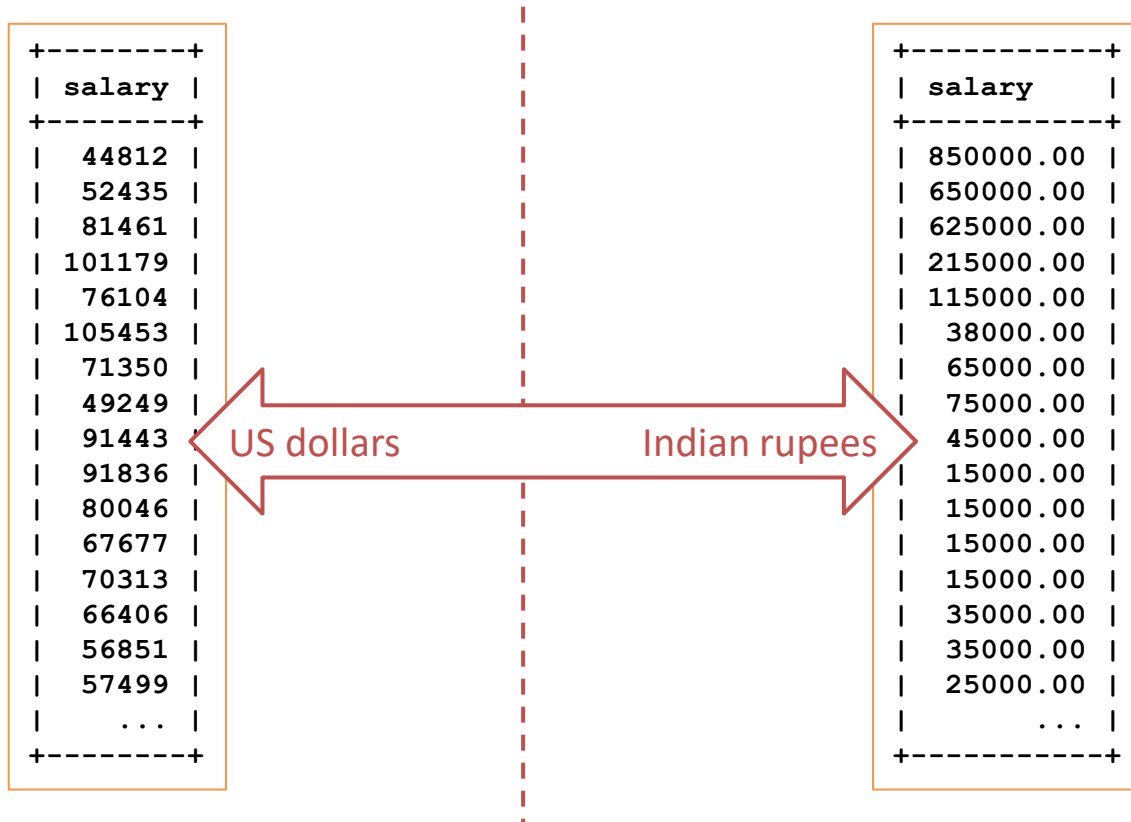 +--------+
| salary |
+--------+
|  44812 |
|  52435 |
|  81461 |
| 101179 |
|  76104 |
| 105453 |
|  71350 |
|  49249 |
|  91443 |
|  91836 |
|  80046 |
|  67677 |
|  70313 |
|  66406 |
|  56851 |
|  57499 |
|    ... |
+--------+
US dollars
Indian rupees
+-----------+
| salary    |
+-----------+
| 850000.00 |
| 650000.00 |
| 625000.00 |
| 215000.00 |
| 115000.00 |
|  38000.00 |
|  65000.00 |
|  75000.00 |
|  45000.00 |
|  15000.00 |
|  15000.00 |
|  15000.00 |
|  15000.00 |
|  35000.00 |
|  35000.00 |
|  25000.00 |
|       ... |
+-----------+